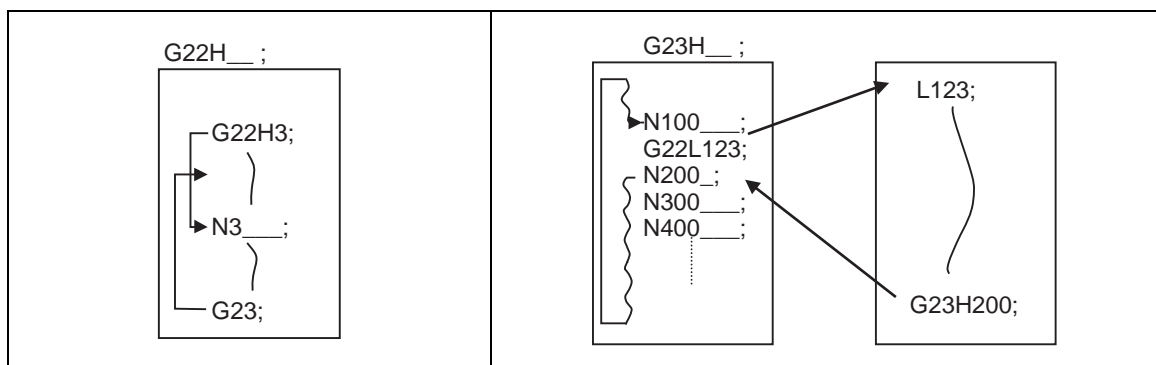 G22H__ ;
G22H3;
N3___;
G23;
G23H__ ;
N100___;
G22L123;
N200_;
N300___;
N400___;
L123;
G23H200;